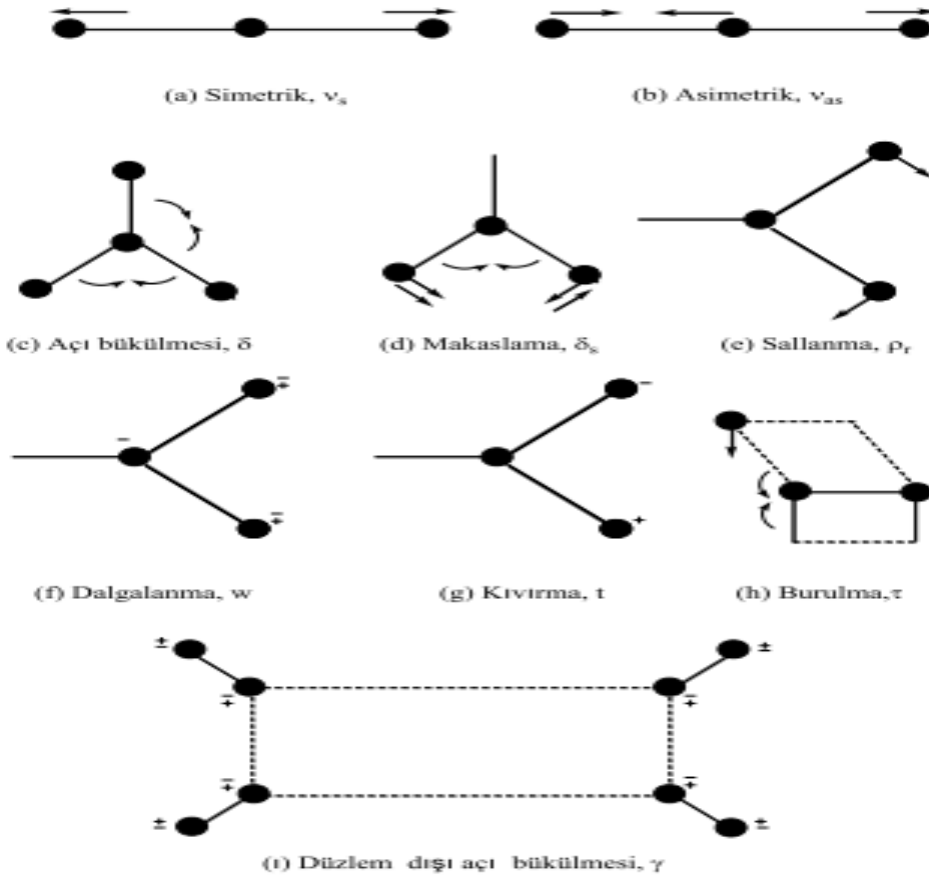 (a) Simetrik, νs
(b) Asimetrik, νas
(c) Açı bükülmesi, δ
(d) Makaslama, δs
(e) Sallanma, ρr
(f) Dalgalanma, w
(g) Kıvırma, t
(h) Burulma,τ
(ı) Düzlem dışı açı bükülmesi, γ